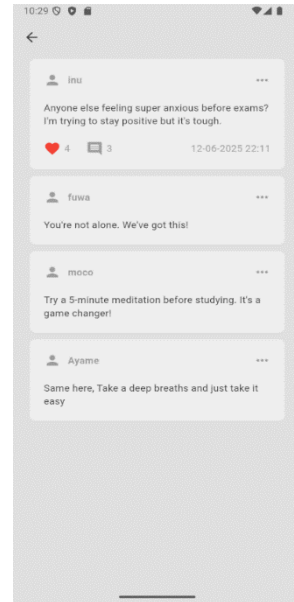 10:29
inu
Anyone else feeling super anxious before exams?
I'm trying to stay positive but it's tough.
4 3 12-06-2025 22:11
fuwa
You're not alone. We've got this!
moco
Try a 5-minute meditation before studying. It's a
game changer!
Ayame
Same here, Take a deep breaths and just take it
easy